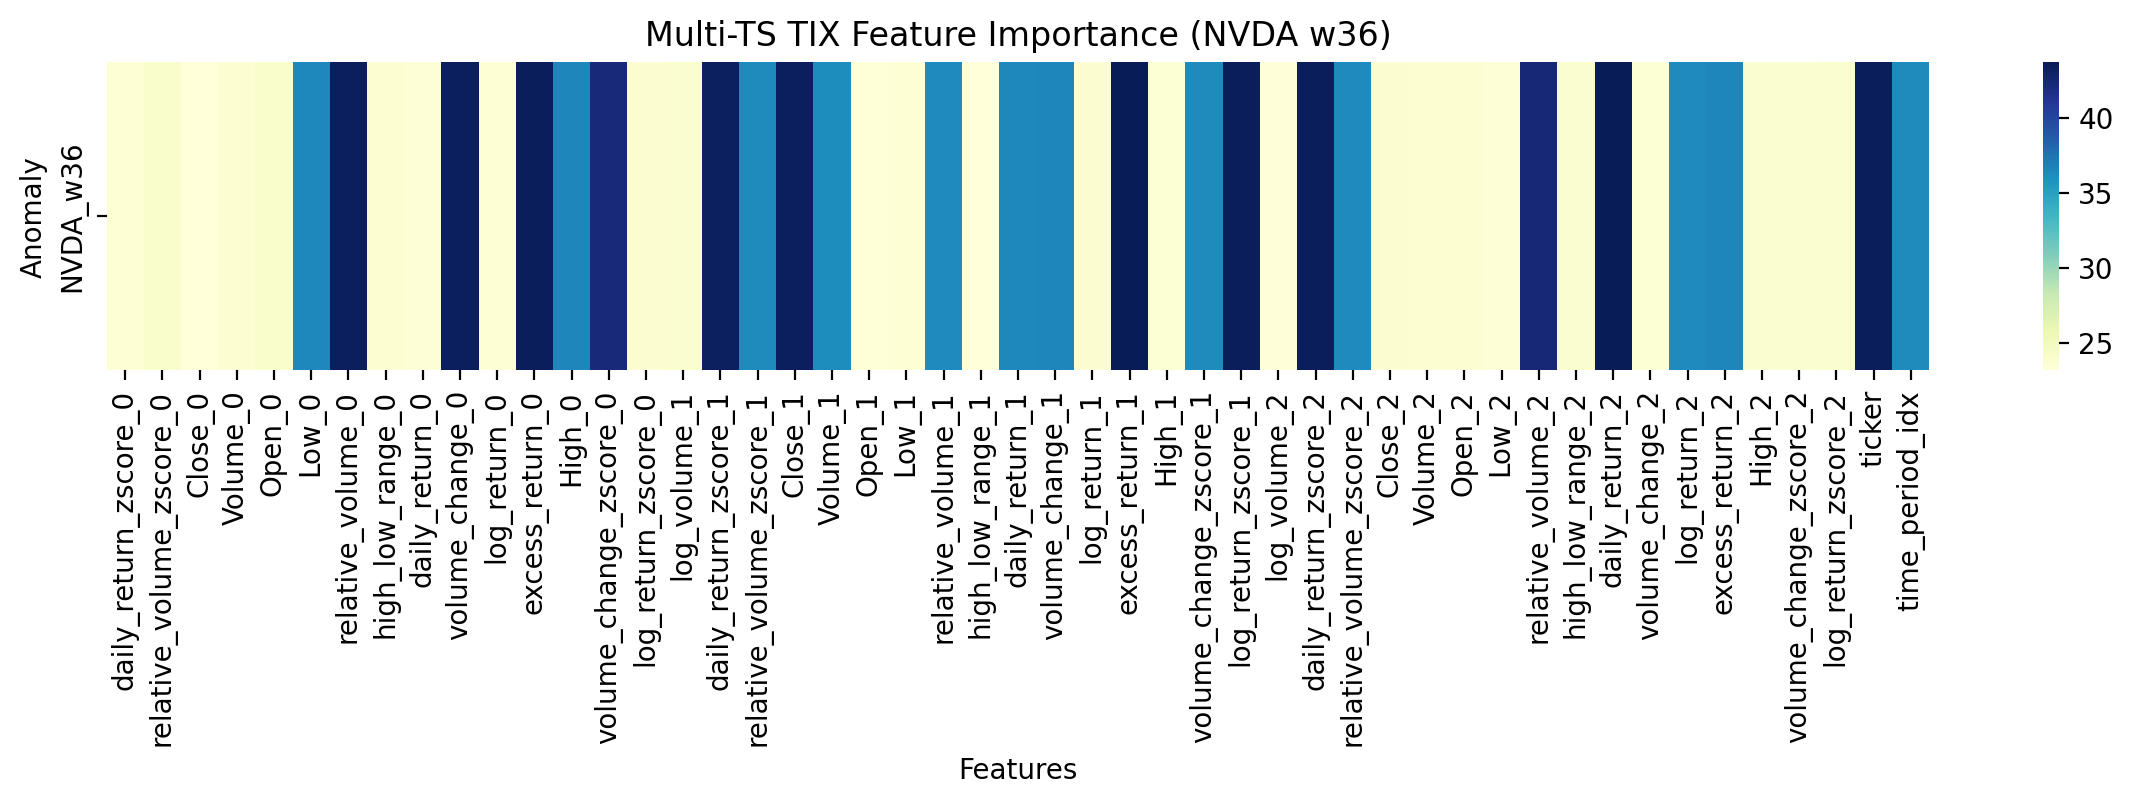 Multi-TS TIX Feature Importance (NVDA w36)
Anomaly
NVDA_w36
40
35
30
25
daily_return_zscore_0
relative_volume_zscore_0
Close_0
Volume_0
Open_0
Low_0
relative_volume_0
high_low_range_0
daily_return_0
volume_change_0
log_return_0
excess_return_0
High_0
volume_change_zscore_0
log_return_zscore_0
log_volume_1
daily_return_zscore_1
relative_volume_zscore_1
Close_1
Volume_1
Open_1
Low_1
relative_volume_1
high_low_range_1
daily_return_1
volume_change_1
log_return_1
excess_return_1
High_1
volume_change_zscore_1
log_return_zscore_1
log_volume_2
daily_return_zscore_2
relative_volume_zscore_2
Close_2
Volume_2
Open_2
Low_2
relative_volume_2
high_low_range_2
daily_return_2
volume_change_2
log_return_2
excess_return_2
High_2
volume_change_zscore_2
log_return_zscore_2
ticker
time_period_idx
Features